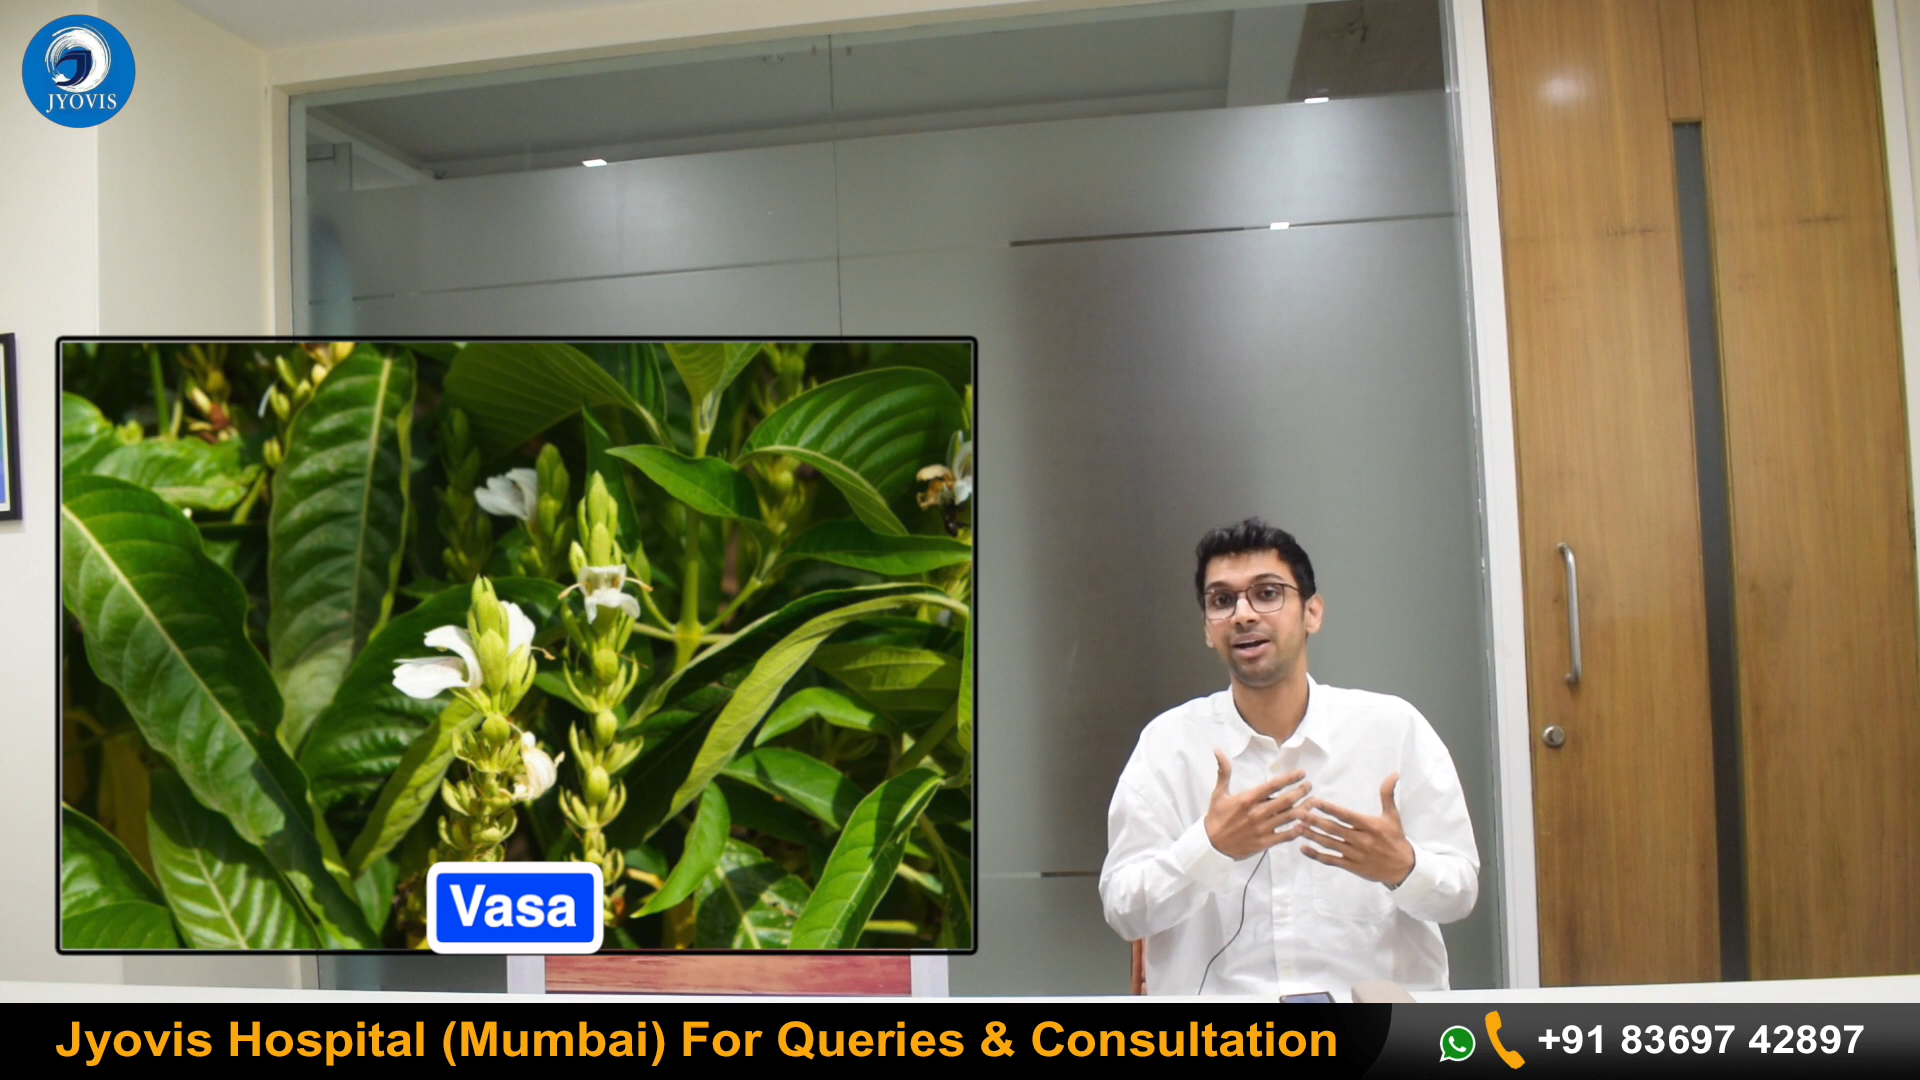 JYOVIS
Vasa
Jyovis Hospital (Mumbai) For Queries & Consultation
+91 83697 42897